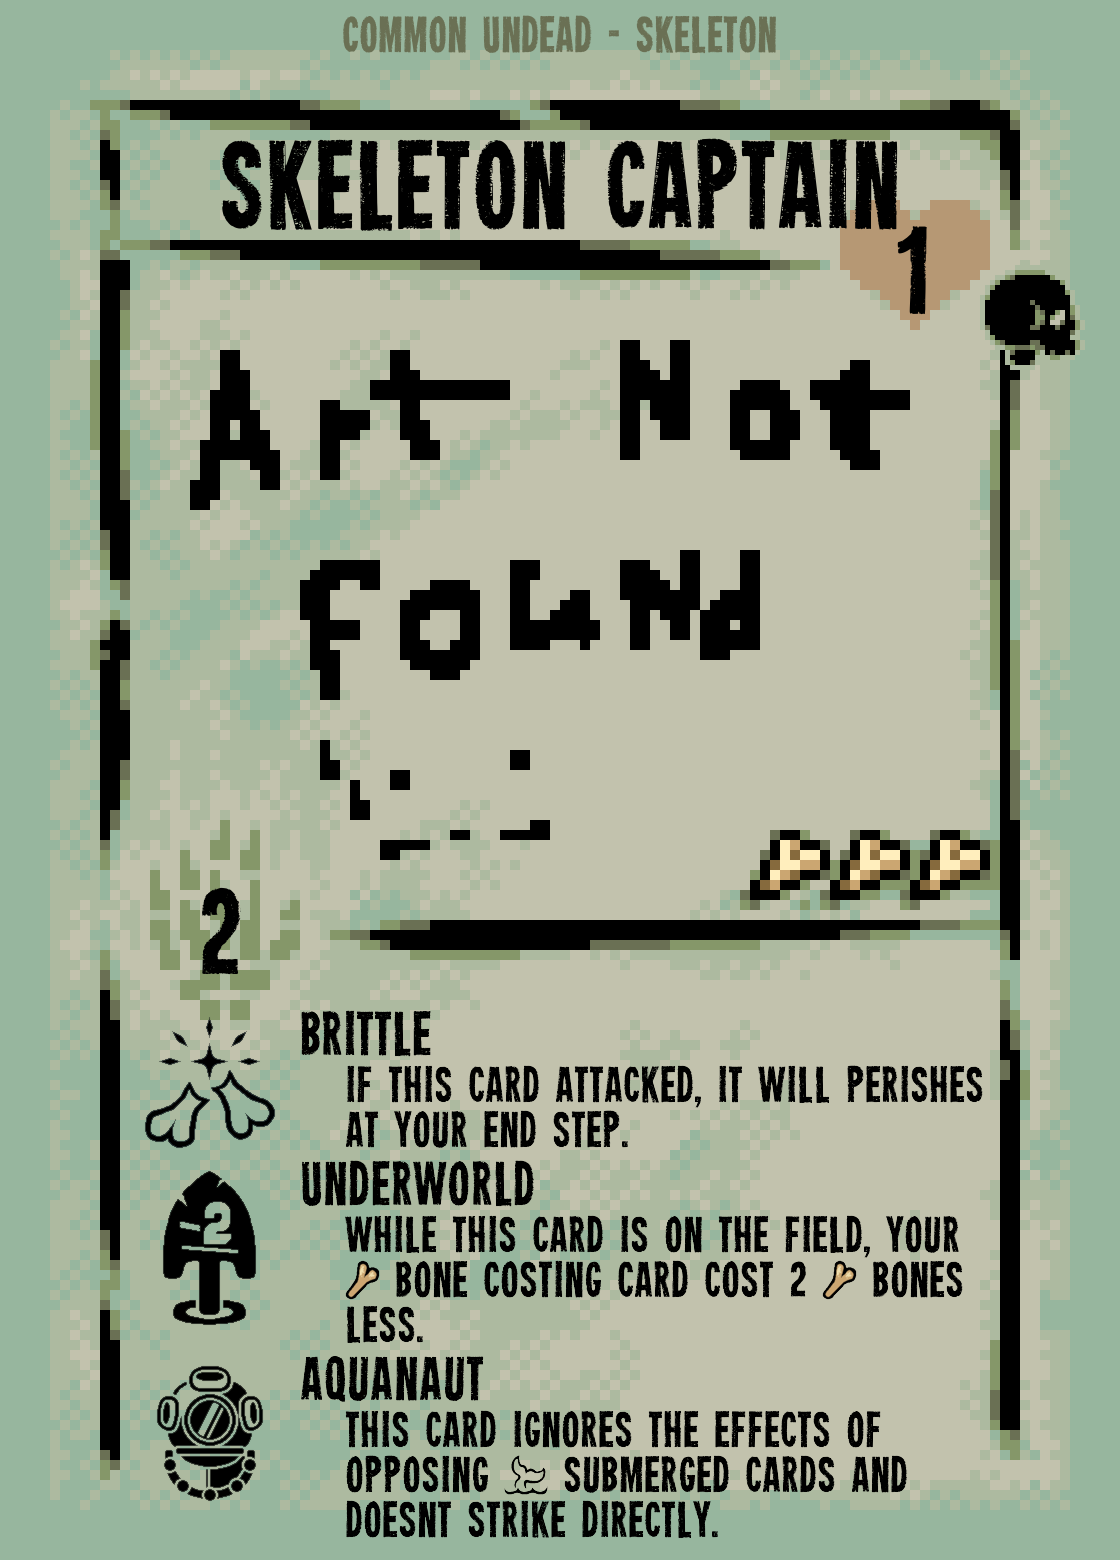 COMMON UNDEAD - SKELETON
SKELETON CAPTAIN
1
Art Not
Found
2
BRITTLE
IF THIS CARD ATTACKED, IT WILL PERISHES
AT YOUR END STEP.
UNDERWORLD
2
WHILE THIS CARD IS ON THE FIELD, YOUR
BONE COSTING CARD COST 2 BONES
LESS.
AQUANAUT
THIS CARD IGNORES THE EFFECTS OF
OPPOSING SUBMERGED CARDS AND
DOESNT STRIKE DIRECTLY.